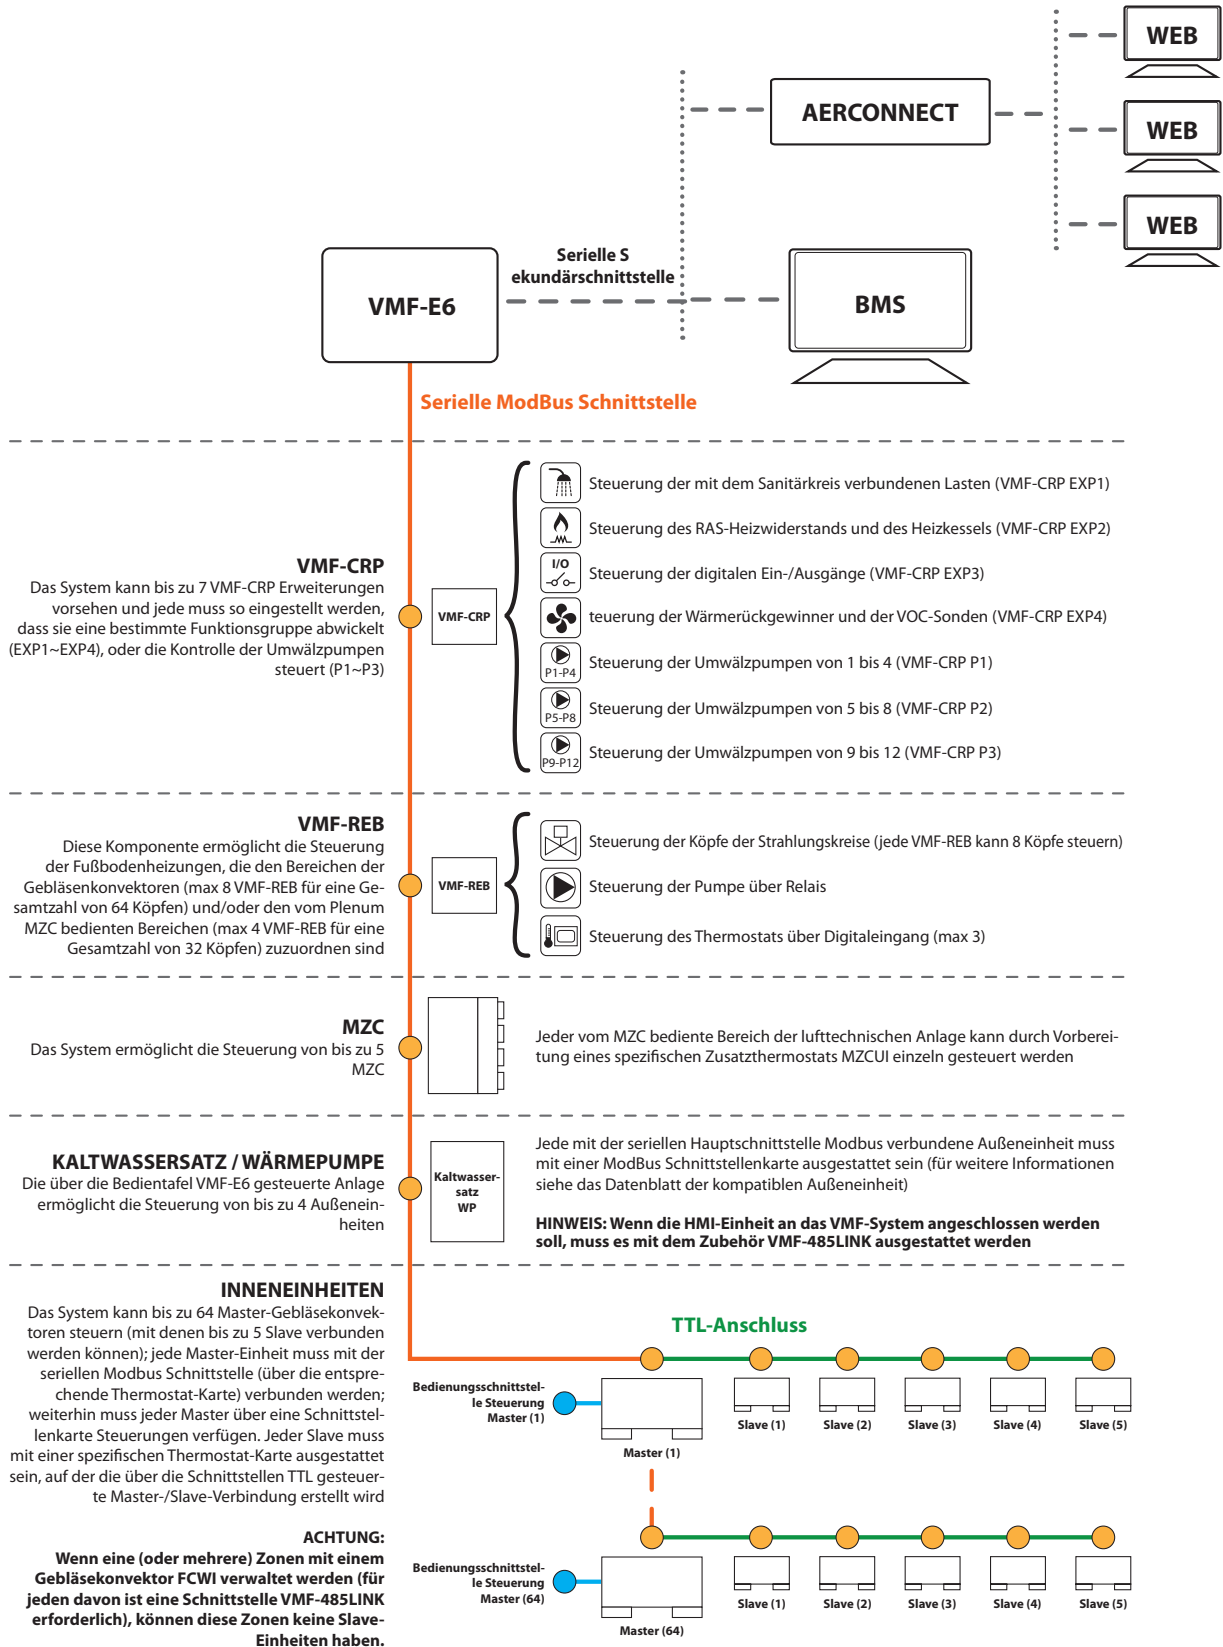 WEB
AERCONNECT
WEB
WEB
Serielle S
ekundärschnittstelle
VMF-E6
BMS
Serielle ModBus Schnittstelle
VMF-CRP
Das System kann bis zu 7 VMF-CRP Erweiterungen
vorsehen und jede muss so eingestellt werden,
dass sie eine bestimmte Funktionsgruppe abwickelt
(EXP1~EXP4), oder die Kontrolle der Umwälzpumpen
steuert (P1~P3)
VMF-CRP
Steuerung der mit dem Sanitärkreis verbundenen Lasten (VMF-CRP EXP1)
Steuerung des RAS-Heizwiderstands und des Heizkessels (VMF-CRP EXP2)
I/O
Steuerung der digitalen Ein-/Ausgänge (VMF-CRP EXP3)
teuerung der Wärmerückgewinner und der VOC-Sonden (VMF-CRP EXP4)
P1-P4
Steuerung der Umwälzpumpen von 1 bis 4 (VMF-CRP P1)
P5-P8
Steuerung der Umwälzpumpen von 5 bis 8 (VMF-CRP P2)
P9-P12
Steuerung der Umwälzpumpen von 9 bis 12 (VMF-CRP P3)
VMF-REB
Diese Komponente ermöglicht die Steuerung
der Fußbodenheizungen, die den Bereichen der
Gebläsenkonvektoren (max 8 VMF-REB für eine Ge-
samtzahl von 64 Köpfen) und/oder den vom Plenum
MZC bedienten Bereichen (max 4 VMF-REB für eine
Gesamtzahl von 32 Köpfen) zuzuordnen sind
VMF-REB
Steuerung der Köpfe der Strahlungskreise (jede VMF-REB kann 8 Köpfe steuern)
Steuerung der Pumpe über Relais
Steuerung des Thermostats über Digitaleingang (max 3)
MZC
Das System ermöglicht die Steuerung von bis zu 5
MZC
Jeder vom MZC bediente Bereich der lufttechnischen Anlage kann durch Vorberei-
tung eines spezifischen Zusatzthermostats MZCUI einzeln gesteuert werden
KALTWASSERSATZ / WÄRMEPUMPE
Die über die Bedientafel VMF-E6 gesteuerte Anlage
ermöglicht die Steuerung von bis zu 4 Außenein-
heiten
Kaltwasser-
satz
WP
Jede mit der seriellen Hauptschnittstelle Modbus verbundene Außeneinheit muss
mit einer ModBus Schnittstellenkarte ausgestattet sein (für weitere Informationen
siehe das Datenblatt der kompatiblen Außeneinheit)
HINWEIS: Wenn die HMI-Einheit an das VMF-System angeschlossen werden
soll, muss es mit dem Zubehör VMF-485LINK ausgestattet werden
INNENEINHEITEN
Das System kann bis zu 64 Master-Gebläsekonvek-
toren steuern (mit denen bis zu 5 Slave verbunden
werden können); jede Master-Einheit muss mit der
seriellen Modbus Schnittstelle (über die entspre-
chende Thermostat-Karte) verbunden werden;
weiterhin muss jeder Master über eine Schnittstel-
lenkarte Steuerungen verfügen. Jeder Slave muss
mit einer spezifischen Thermostat-Karte ausgestattet
sein, auf der die über die Schnittstellen TTL gesteuer-
te Master-/Slave-Verbindung erstellt wird
TTL-Anschluss
Bedienungsschnittstel-
le Steuerung
Master (1)
Master (1)
Slave (1)
Slave (2)
Slave (3)
Slave (4)
Slave (5)
ACHTUNG:
Wenn eine (oder mehrere) Zonen mit einem
Gebläsekonvektor FCWI verwaltet werden (für
jeden davon ist eine Schnittstelle VMF-485LINK
erforderlich), können diese Zonen keine Slave-
Einheiten haben.
Bedienungsschnittstel-
le Steuerung
Master (64)
Master (64)
Slave (1)
Slave (2)
Slave (3)
Slave (4)
Slave (5)